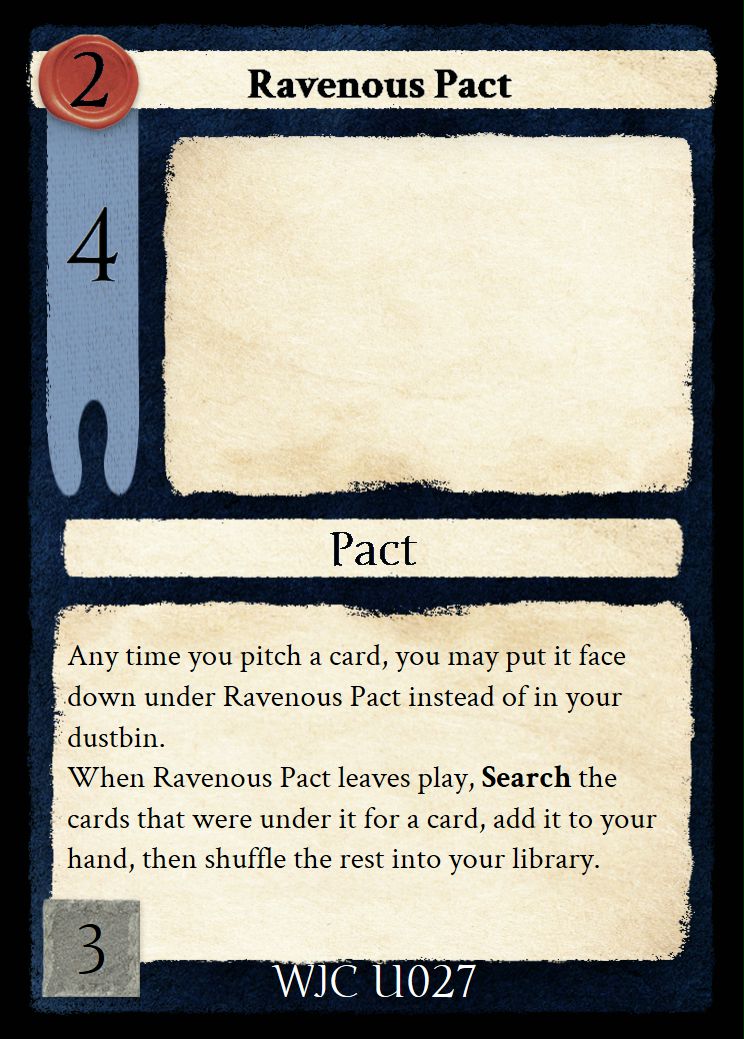 2
Ravenous Pact
4
Pact
Any time you pitch a card, you may put it face
down under Ravenous Pact instead of in your
dustbin.
When Ravenous Pact leaves play, Search the
cards that were under it for a card, add it to your
hand, then shuffle the rest into your library.
3
WJC U027